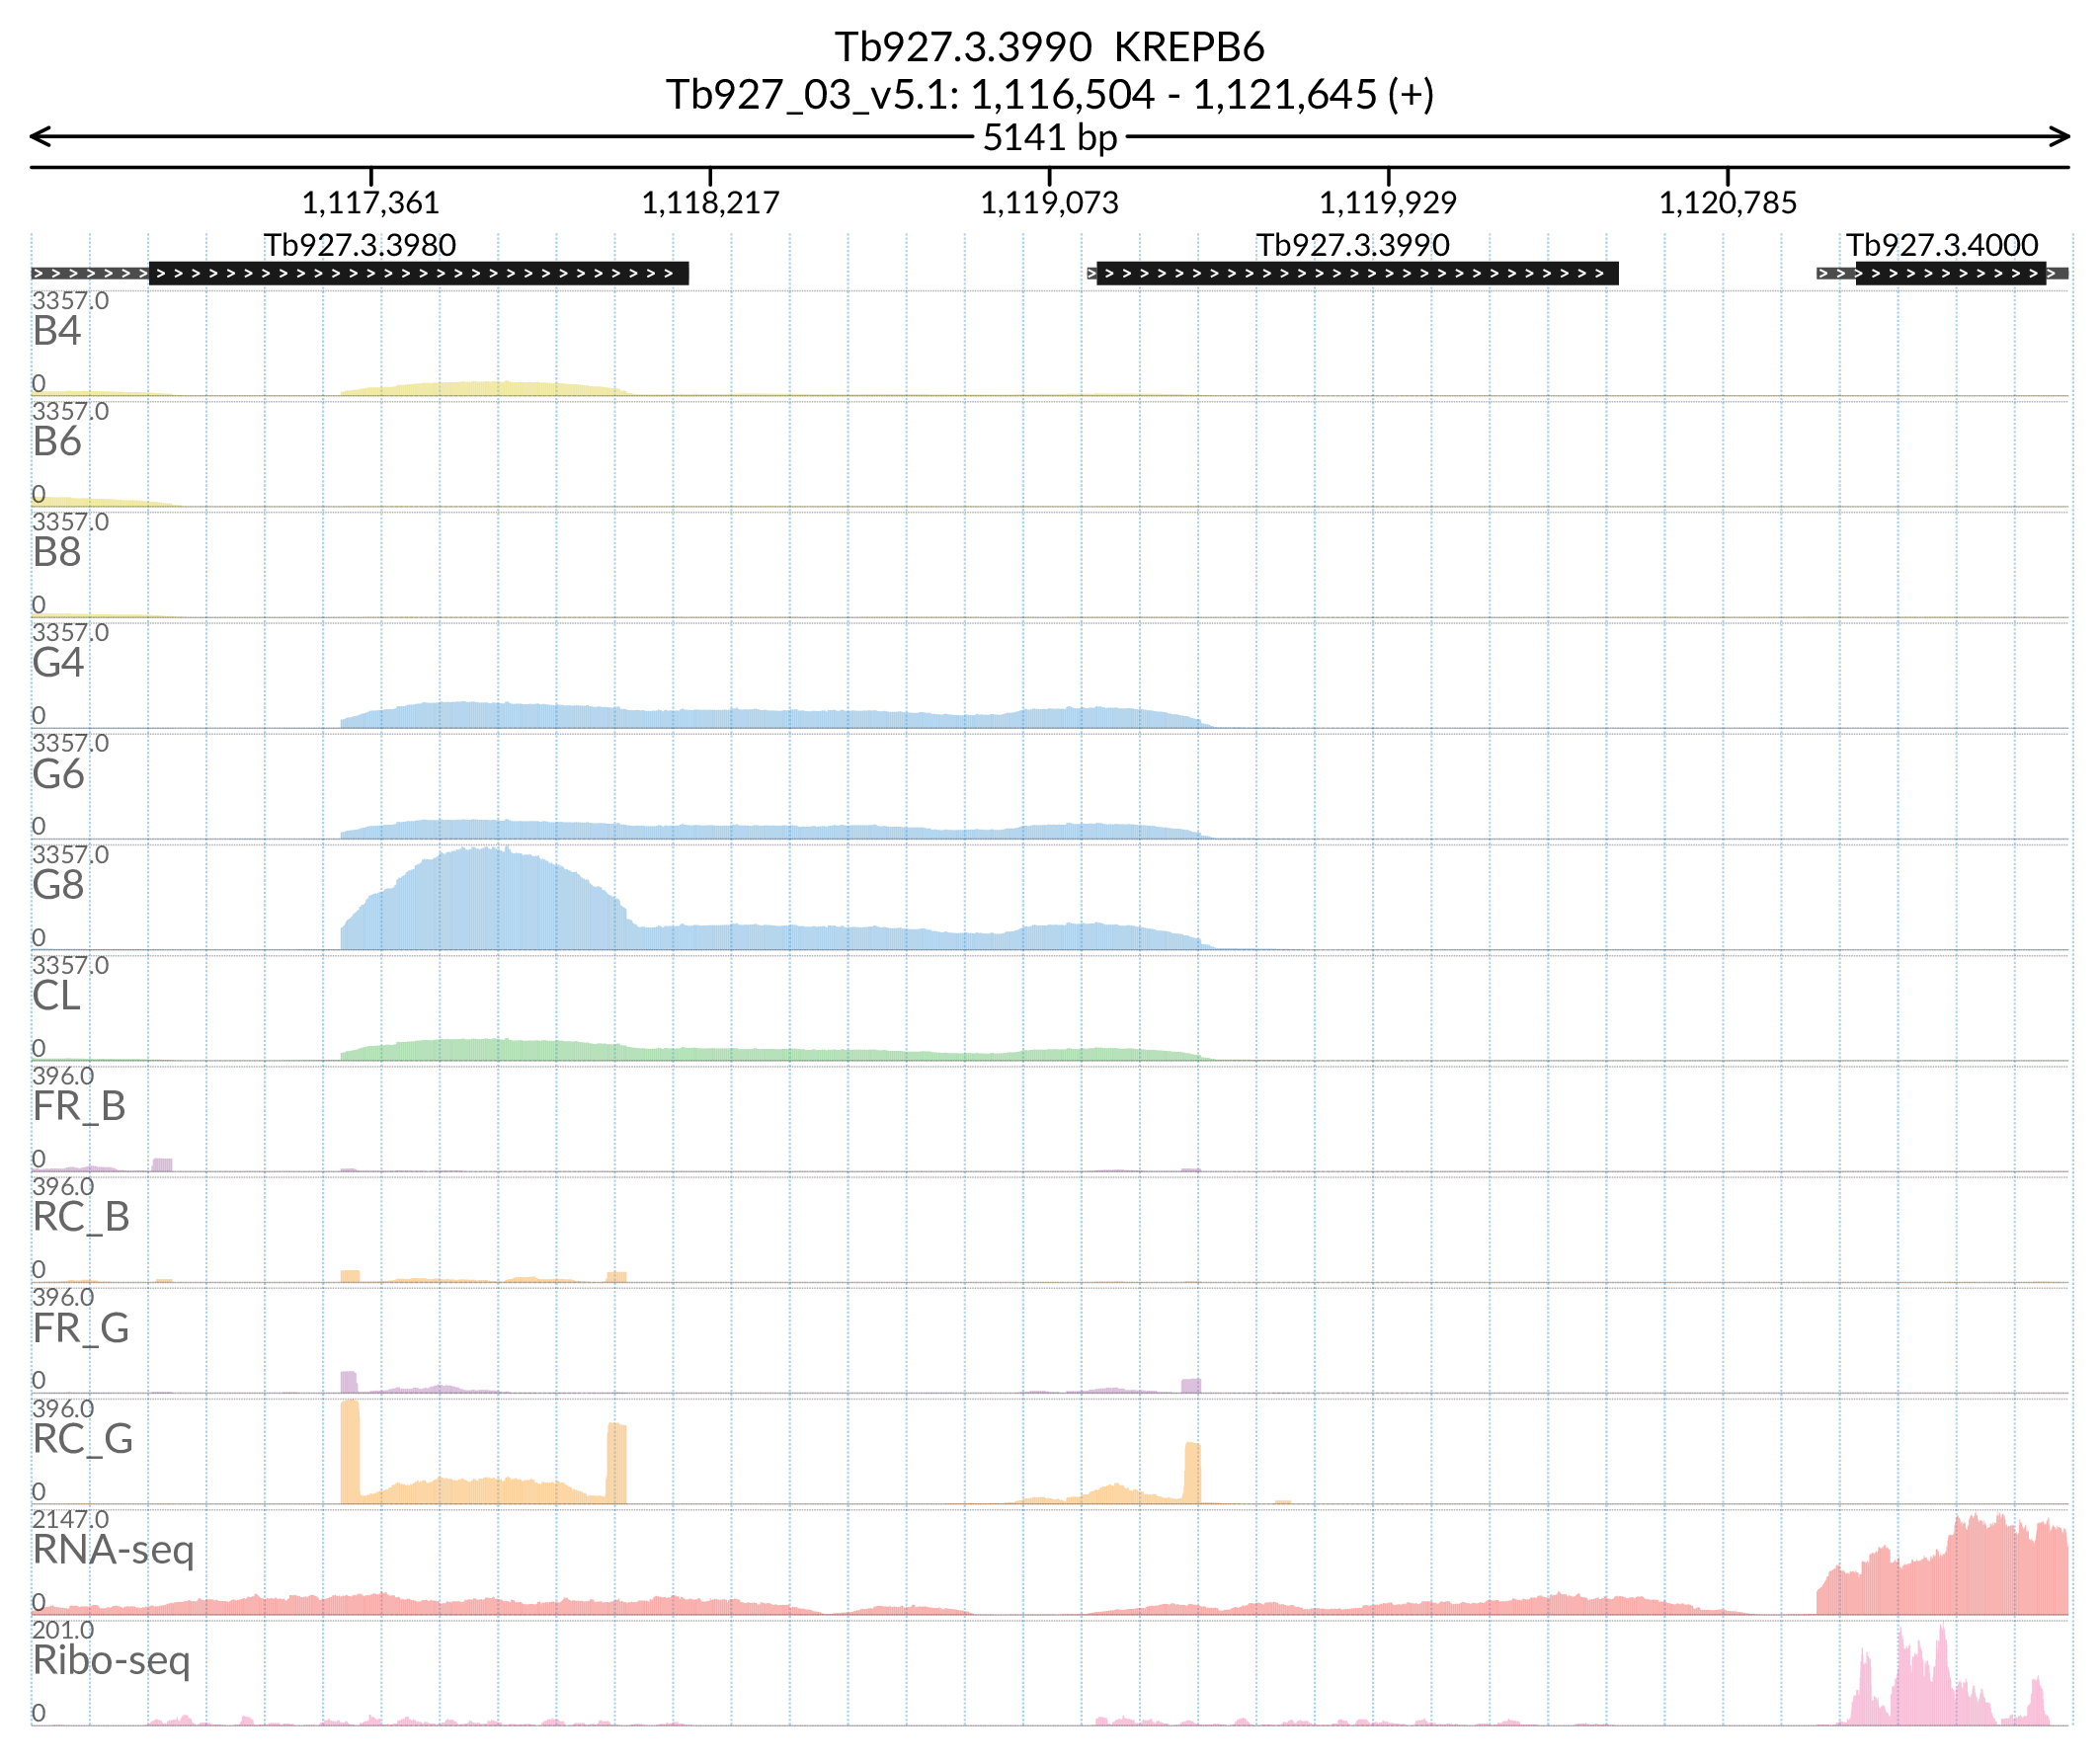 Tb927.3.3990  KREPB6
Tb927_03_v5.1: 1,116,504 - 1,121,645 (+)
5141 bp
1,117,361 1,118,217 1,119,073 1,119,929 1,120,785
Tb927.3.3980 Tb927.3.3990 Tb927.3.4000
3357.0
B4
0
3357.0
B6
0
3357.0
B8
0
3357.0
G4
0
3357.0
G6
0
3357.0
G8
0
3357.0
CL
0
396.0
FR_B
0
396.0
RC_B
0
396.0
FR_G
0
396.0
RC_G
0
2147.0
RNA-seq
0
201.0
Ribo-seq
0